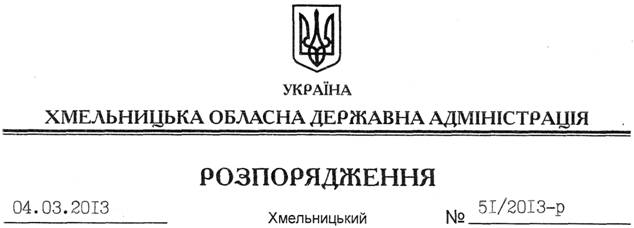 УКРАЇНА
ХМЕЛЬНИЦЬКА ОБЛАСНА ДЕРЖАВНА АДМІНІСТРАЦІЯ
РОЗПОРЯДЖЕННЯ
04.03.2013 Хмельницький № 51/2013-р